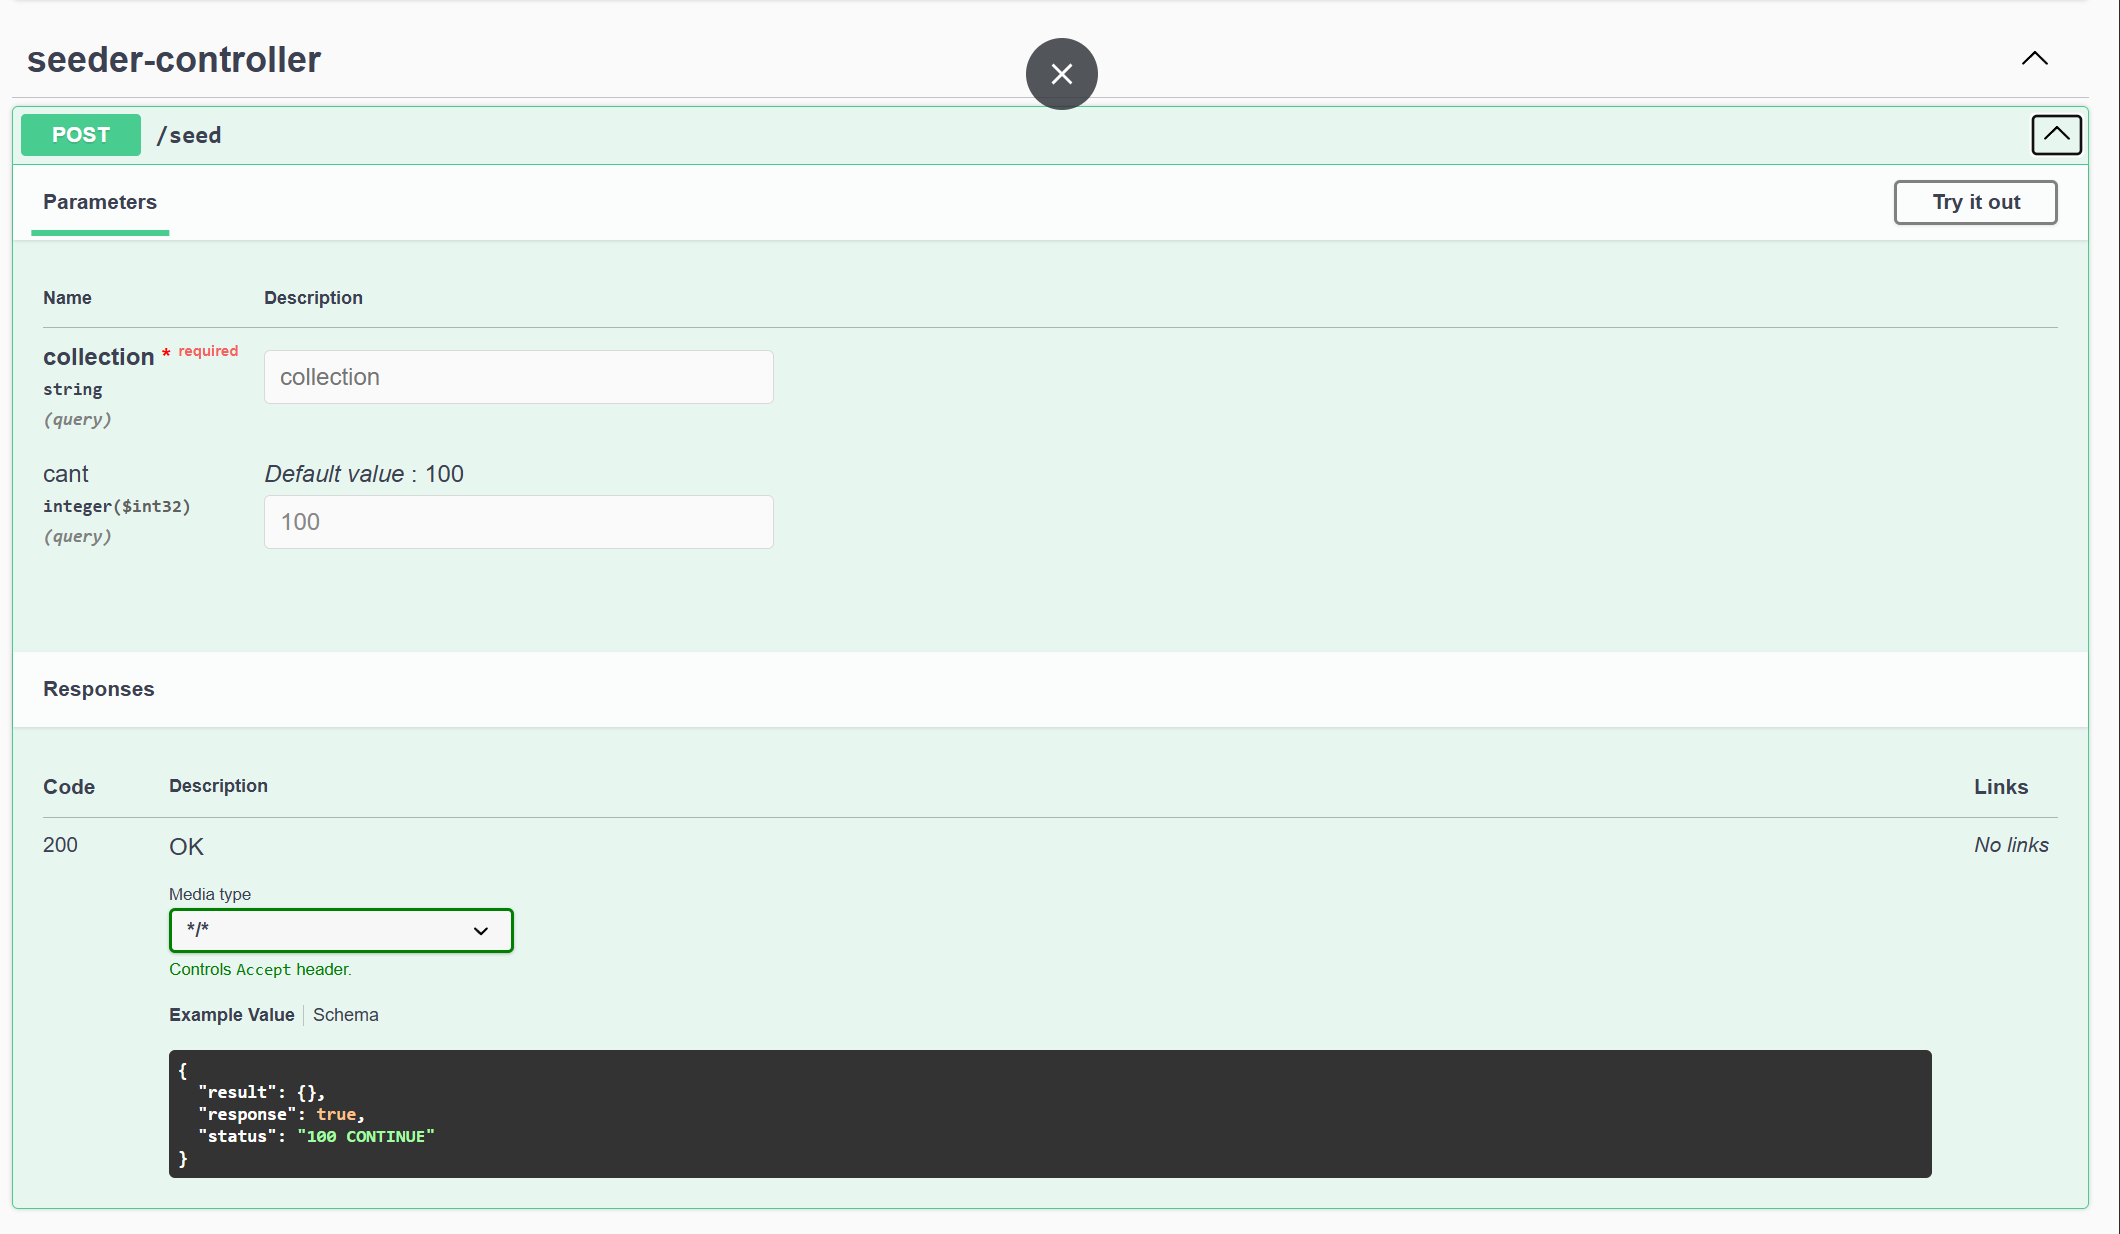 seeder-controller
POST /seed
Parameters
Try it out
Name Description
collection * required
string
(query)
collection
cant
integer($int32)
(query)
Default value : 100
100
Responses
Code Description Links
200 OK No links
Media type
*/*
Controls Accept header.
Example Value Schema
{
  "result": {},
  "response": true,
  "status": "100 CONTINUE"
}